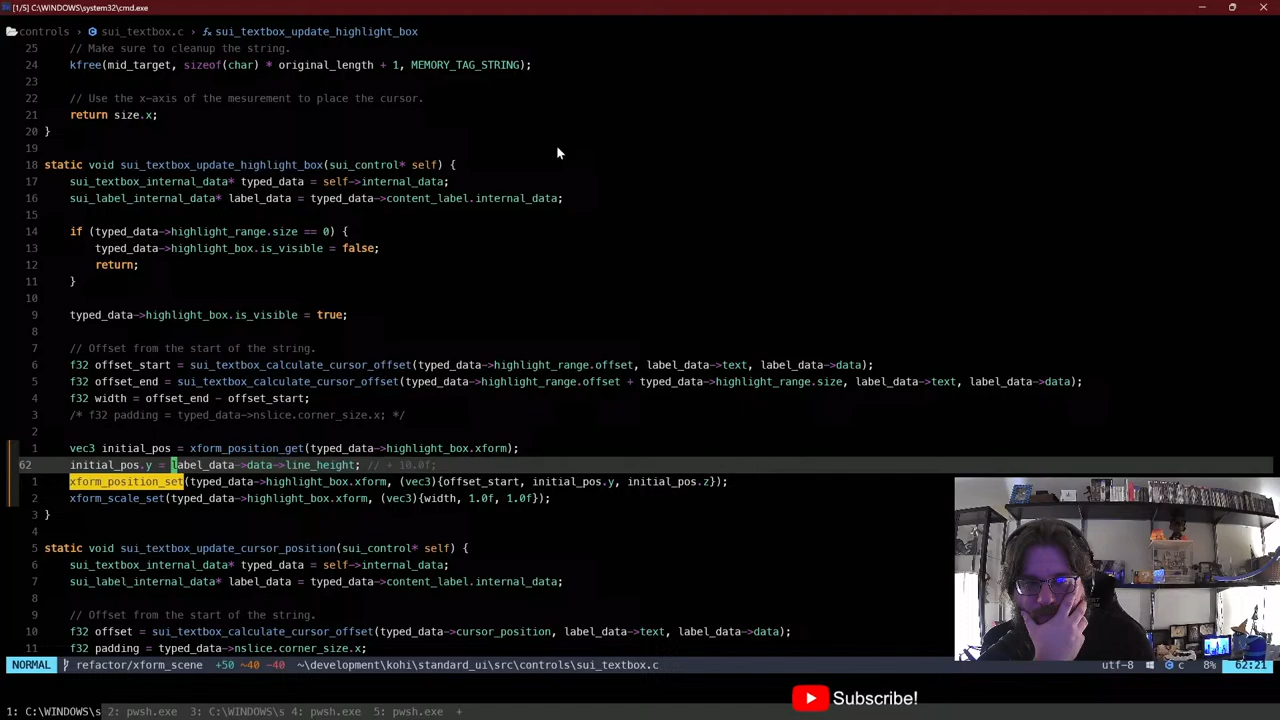 [1/5] C:\WINDOWS\system32\cmd.exe
controls > sui_textbox.c > sui_textbox_update_highlight_box
25 // Make sure to cleanup the string.
24 kfree(mid_target, sizeof(char) * original_length + 1, MEMORY_TAG_STRING);
23
22 // Use the x-axis of the mesurement to place the cursor.
21 return size.x;
20 }
19
18 static void sui_textbox_update_highlight_box(sui_control* self) {
17 sui_textbox_internal_data* typed_data = self->internal_data;
16 sui_label_internal_data* label_data = typed_data->content_label.internal_data;
15
14 if (typed_data->highlight_range.size == 0) {
13 typed_data->highlight_box.is_visible = false;
12 return;
11 }
10
9 typed_data->highlight_box.is_visible = true;
8
7 // Offset from the start of the string.
6 f32 offset_start = sui_textbox_calculate_cursor_offset(typed_data->highlight_range.offset, label_data->text, label_data->data);
5 f32 offset_end = sui_textbox_calculate_cursor_offset(typed_data->highlight_range.offset + typed_data->highlight_range.size, label_data->text, label_data->data);
4 f32 width = offset_end - offset_start;
3 /* f32 padding = typed_data->nslice.corner_size.x; */
2
1 vec3 initial_pos = xform_position_get(typed_data->highlight_box.xform);
62 initial_pos.y = label_data->data->line_height; // + 10.0f;
1 xform_position_set(typed_data->highlight_box.xform, (vec3){offset_start, initial_pos.y, initial_pos.z});
2 xform_scale_set(typed_data->highlight_box.xform, (vec3){width, 1.0f, 1.0f});
3 }
4
5 static void sui_textbox_update_cursor_position(sui_control* self) {
6 sui_textbox_internal_data* typed_data = self->internal_data;
7 sui_label_internal_data* label_data = typed_data->content_label.internal_data;
8
9 // Offset from the start of the string.
10 f32 offset = sui_textbox_calculate_cursor_offset(typed_data->cursor_position, label_data->text, label_data->data);
11 f32 padding = typed_data->nslice.corner_size.x;
NORMAL refactor/xform_scene +50 ~40 -40 ~\development\kohi\standard_ui\src\controls\sui_textbox.c utf-8 c 8% 62:21
Subscribe!
1: C:\WINDOWS\s 2: pwsh.exe 3: C:\WINDOWS\s 4: pwsh.exe 5: pwsh.exe +